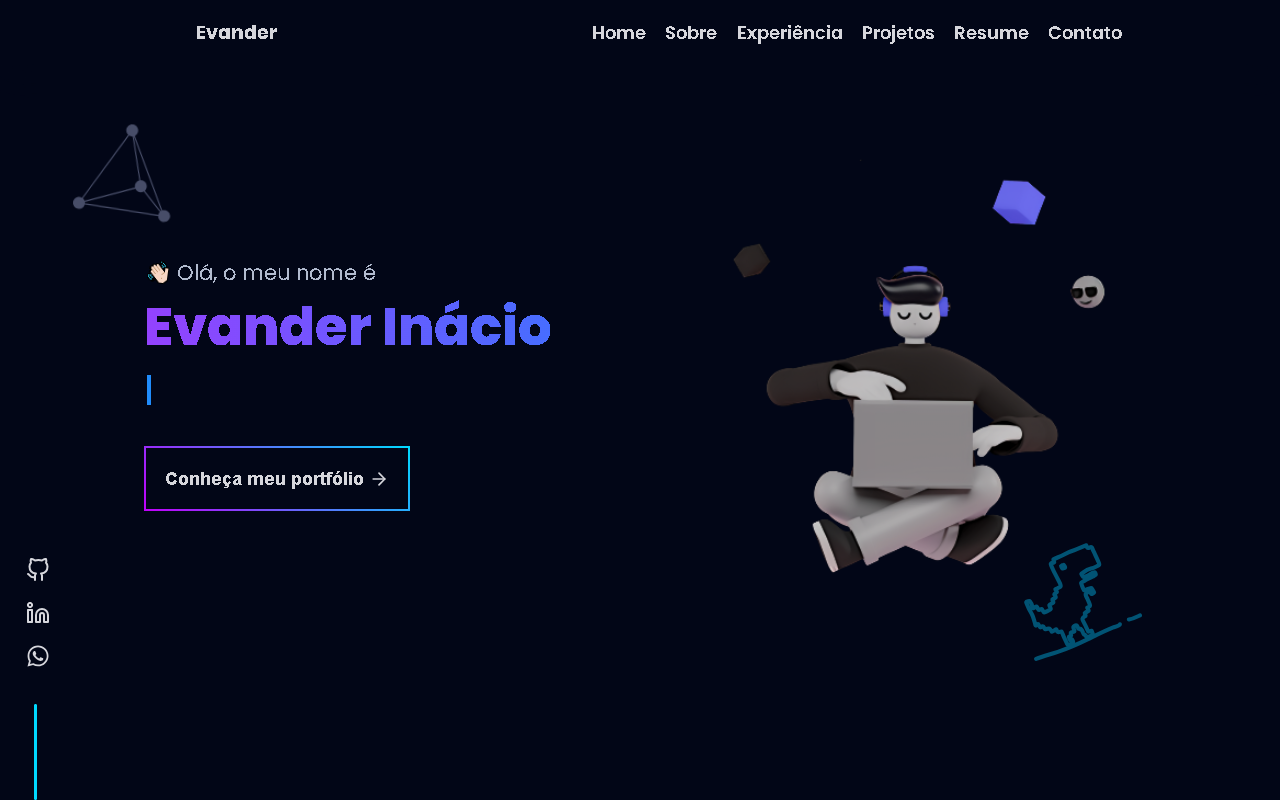 Evander
Home Sobre Experiência Projetos Resume Contato
👋🏻 Olá, o meu nome é
Evander Inácio
Conheça meu portfólio →